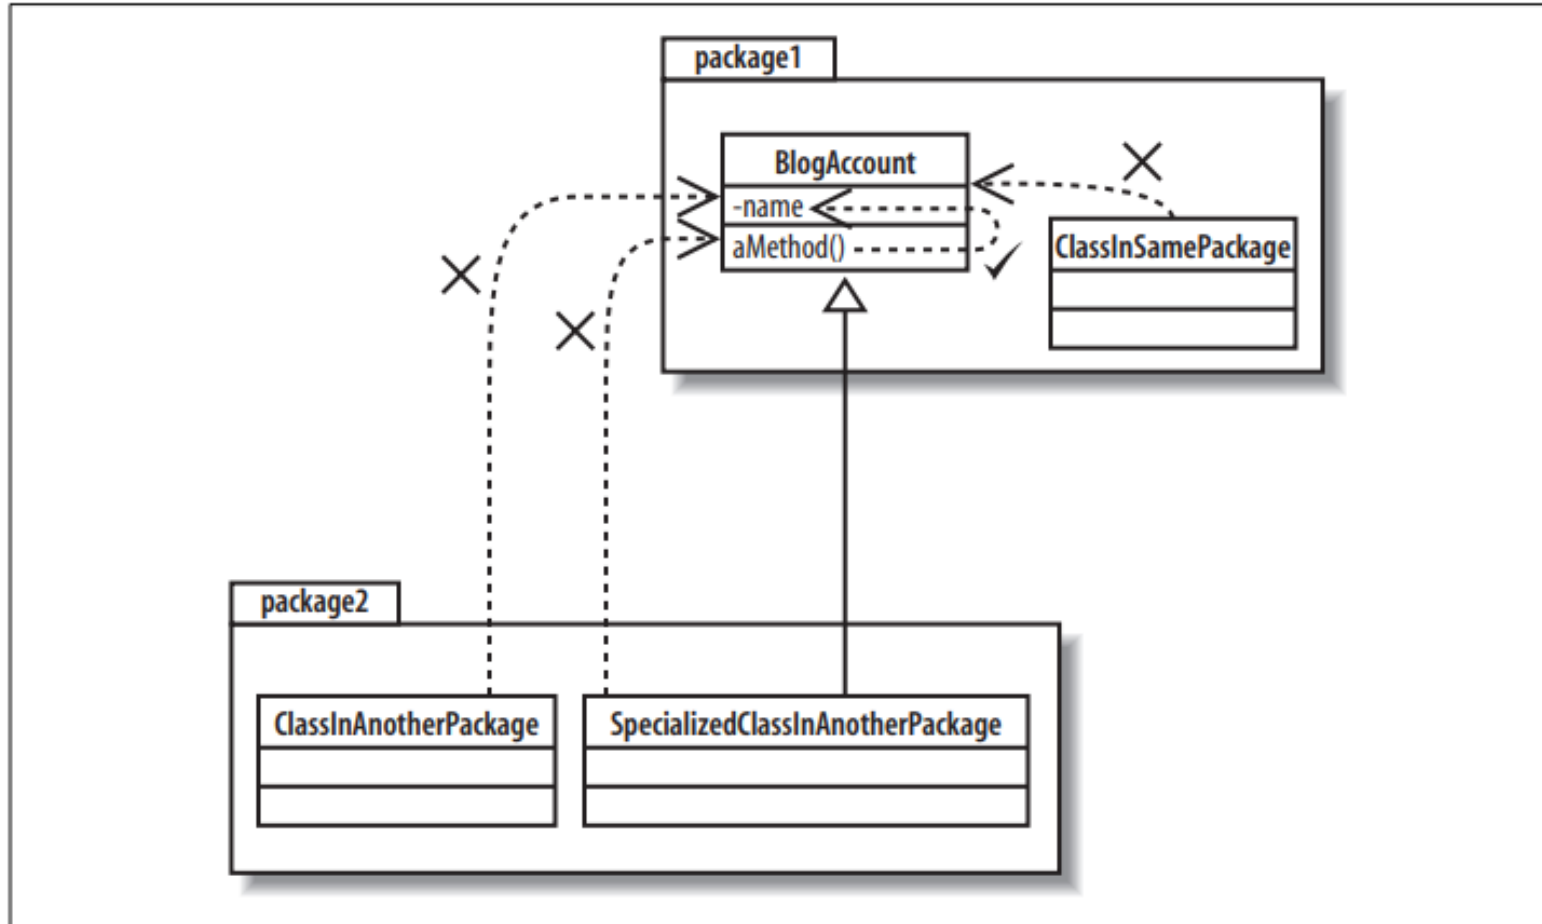 package1
BlogAccount
-name
aMethod()
ClassInSamePackage
package2
ClassInAnotherPackage
SpecializedClassInAnotherPackage